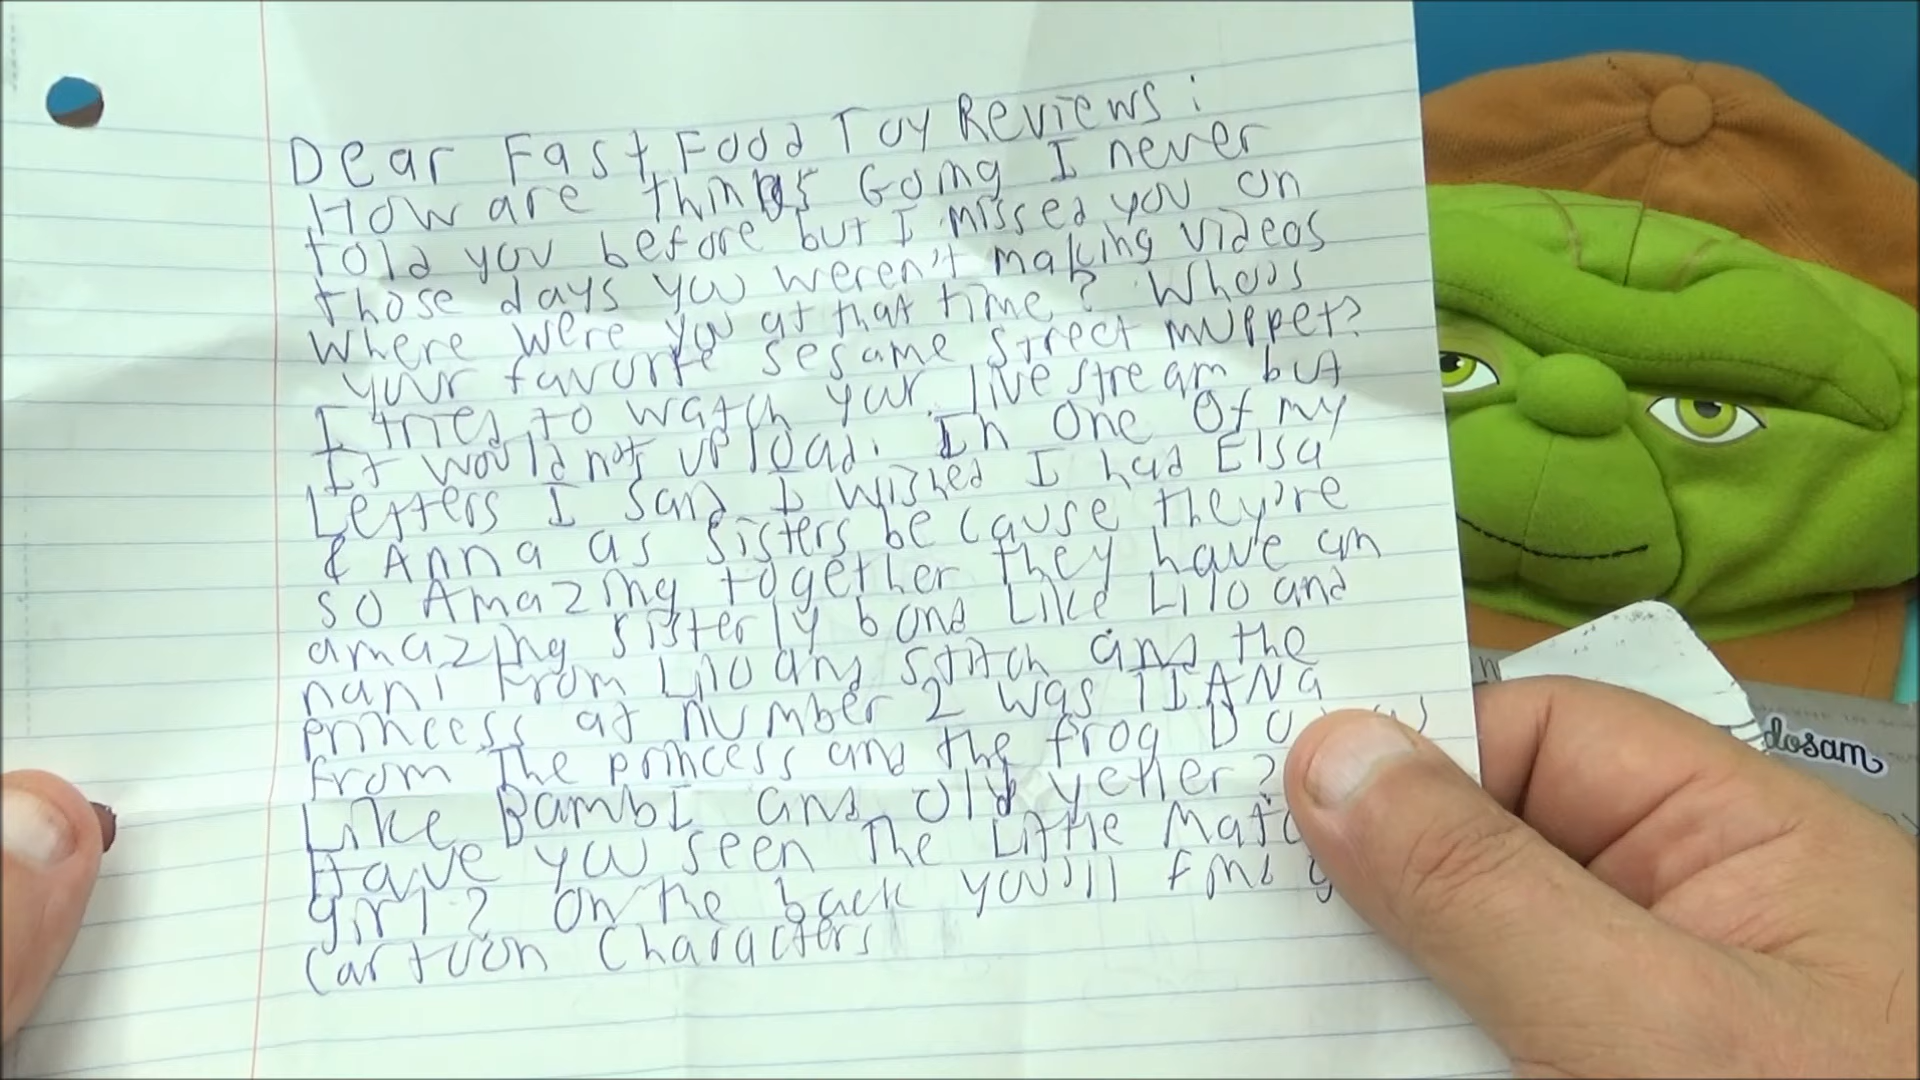 Dear Fast Food Toy Reviews:
How are things Going I never
told you before but I missed you on
those days you weren't making videos
where were you at that time? Who's
your favorite Sesame Street muppet?
I tried to watch your livestream but
It would not upload. In One Of my
Letters I said I wished I had Elsa
& Anna as sisters because they're
so Amazing together they have an
amazing sisterly bond Like Lilo and
nani From Lilo and Stitch and the
princess at number 2 was TIANa
from The princess and the frog
Like BambI and Old yeller?
Have you seen The Little
girl? On the back you'll find
Cartoon Characters
dosam